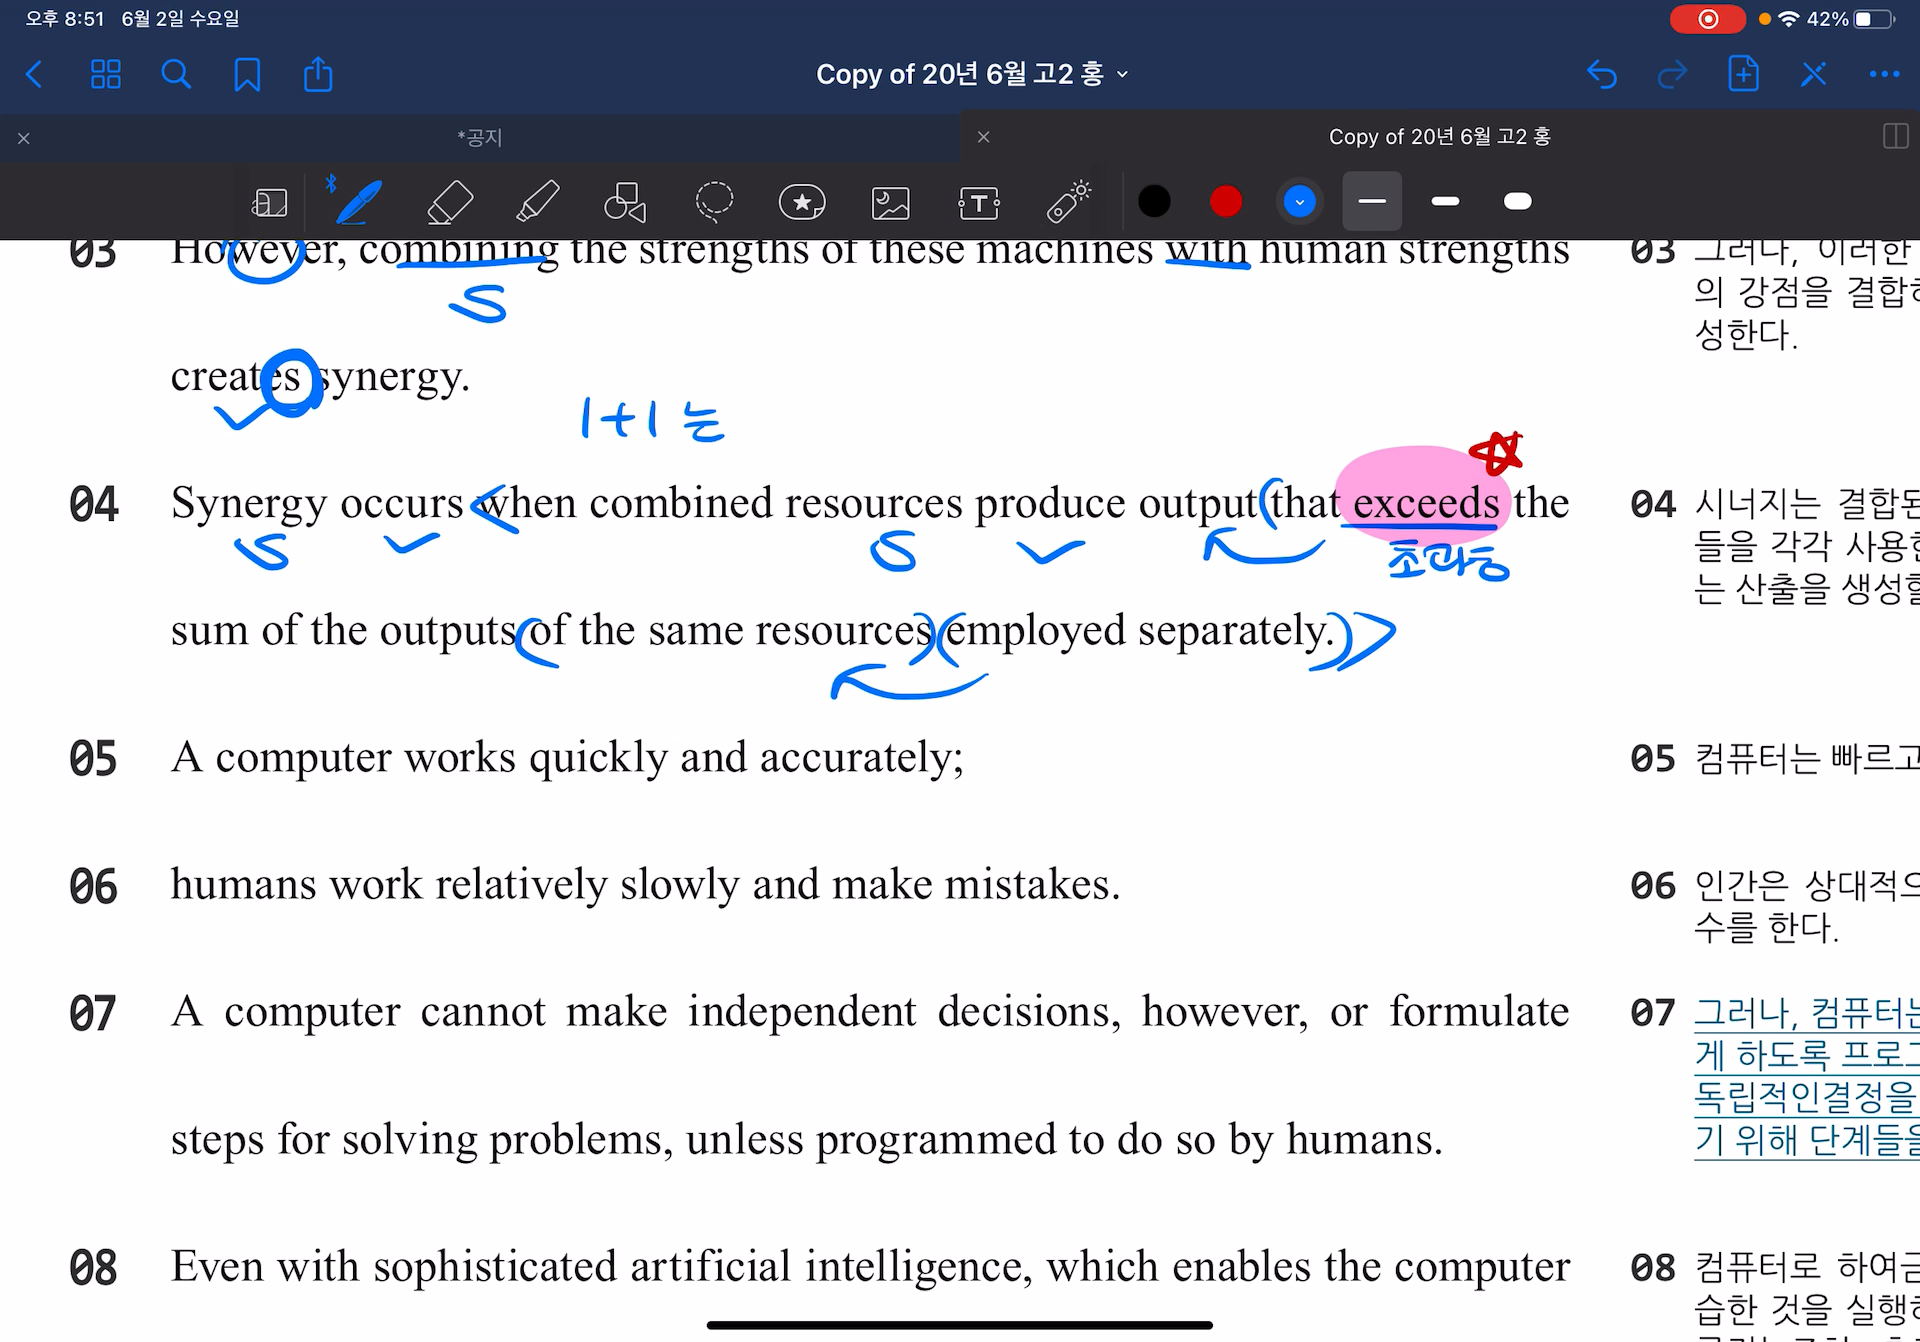 오후 8:51 6월 2일 수요일
42%
Copy of 20년 6월 고2 홍
*공지
Copy of 20년 6월 고2 홍
03 However, combining the strengths of these machines with human strengths
S
creates synergy.
1+1 는
04 Synergy occurs when combined resources produce output that exceeds the
S S 초과함
sum of the outputs of the same resources employed separately.
05 A computer works quickly and accurately;
06 humans work relatively slowly and make mistakes.
07 A computer cannot make independent decisions, however, or formulate
steps for solving problems, unless programmed to do so by humans.
08 Even with sophisticated artificial intelligence, which enables the computer
03 그러나, 이러한
의 강점을 결합하
성한다.
04 시너지는 결합된
들을 각각 사용한
는 산출을 생성할
05 컴퓨터는 빠르고
06 인간은 상대적으
수를 한다.
07 그러나, 컴퓨터는
게 하도록 프로그
독립적인결정을
기 위해 단계들을
08 컴퓨터로 하여금
습한 것을 실행하